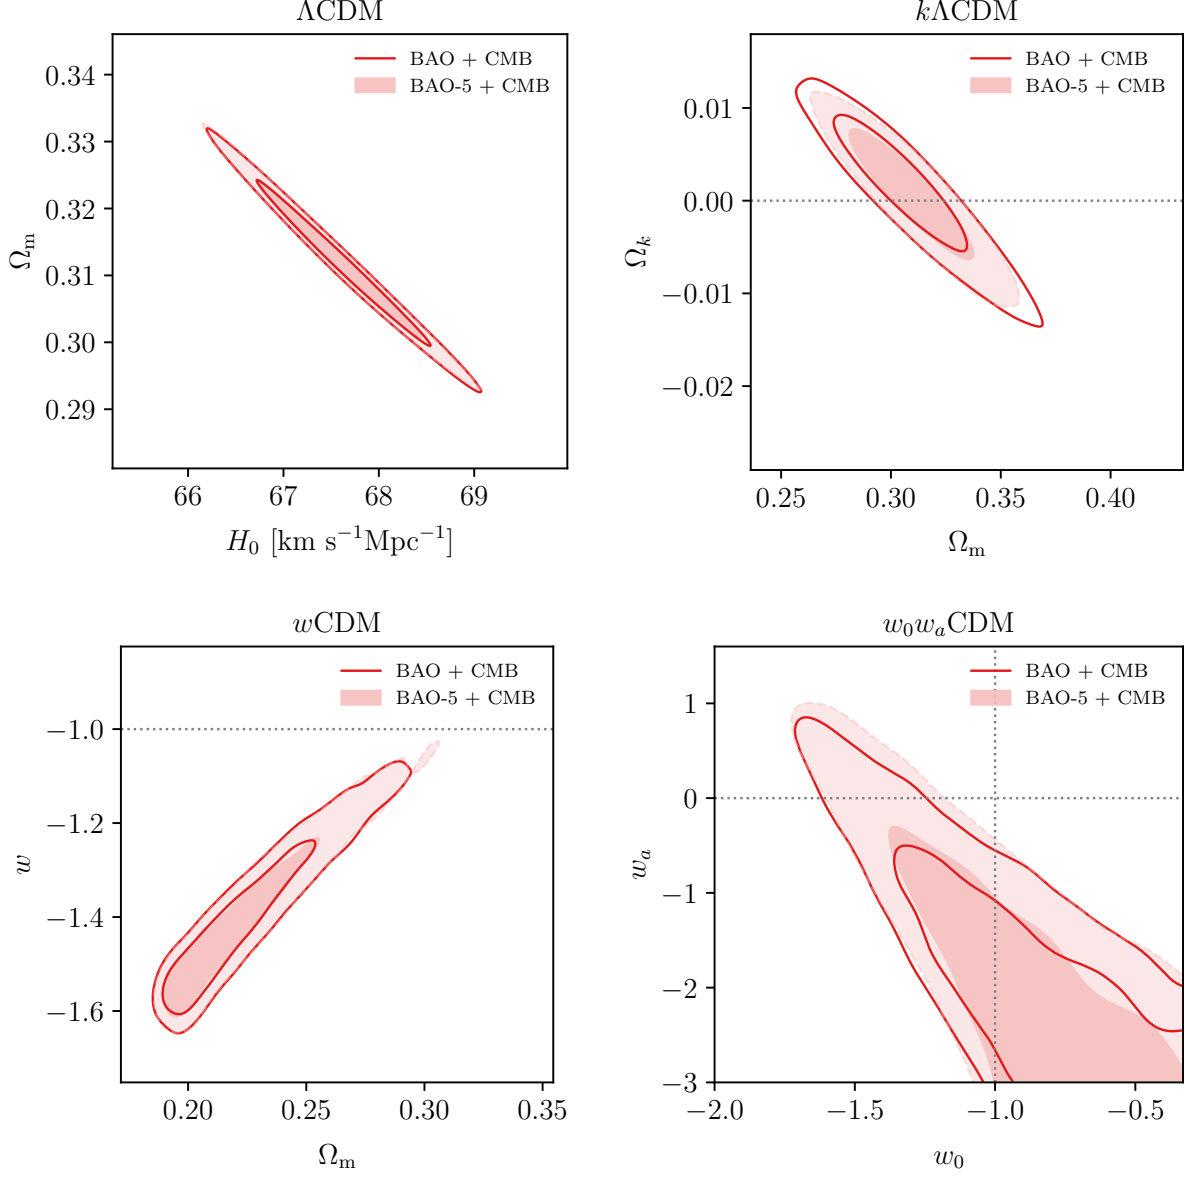 ΛCDM
BAO + CMB
BAO-5 + CMB
0.34
0.33
0.32
0.31
0.30
0.29
Ωm
66 67 68 69
H0 [km s−1Mpc−1]
kΛCDM
BAO + CMB
BAO-5 + CMB
0.01
0.00
−0.01
−0.02
Ωk
0.25 0.30 0.35 0.40
Ωm
wCDM
BAO + CMB
BAO-5 + CMB
−1.0
−1.2
−1.4
−1.6
w
0.20 0.25 0.30 0.35
Ωm
w0waCDM
BAO + CMB
BAO-5 + CMB
1
0
−1
−2
−3
wa
−2.0 −1.5 −1.0 −0.5
w0